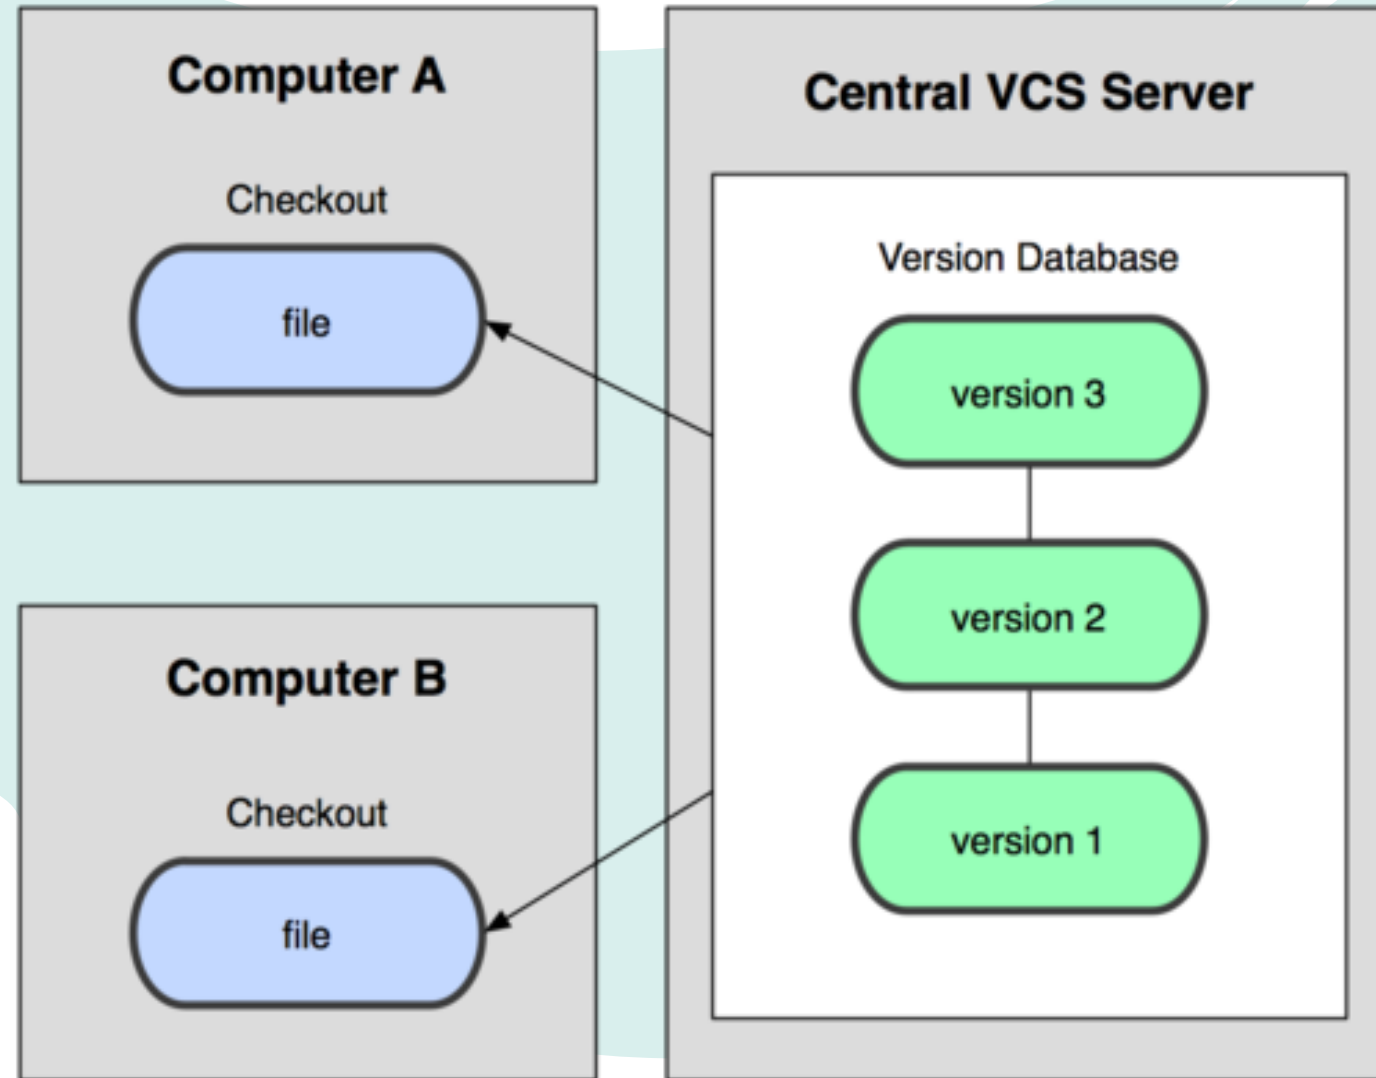 Computer A
Checkout
file
Computer B
Checkout
file
Central VCS Server
Version Database
version 3
version 2
version 1